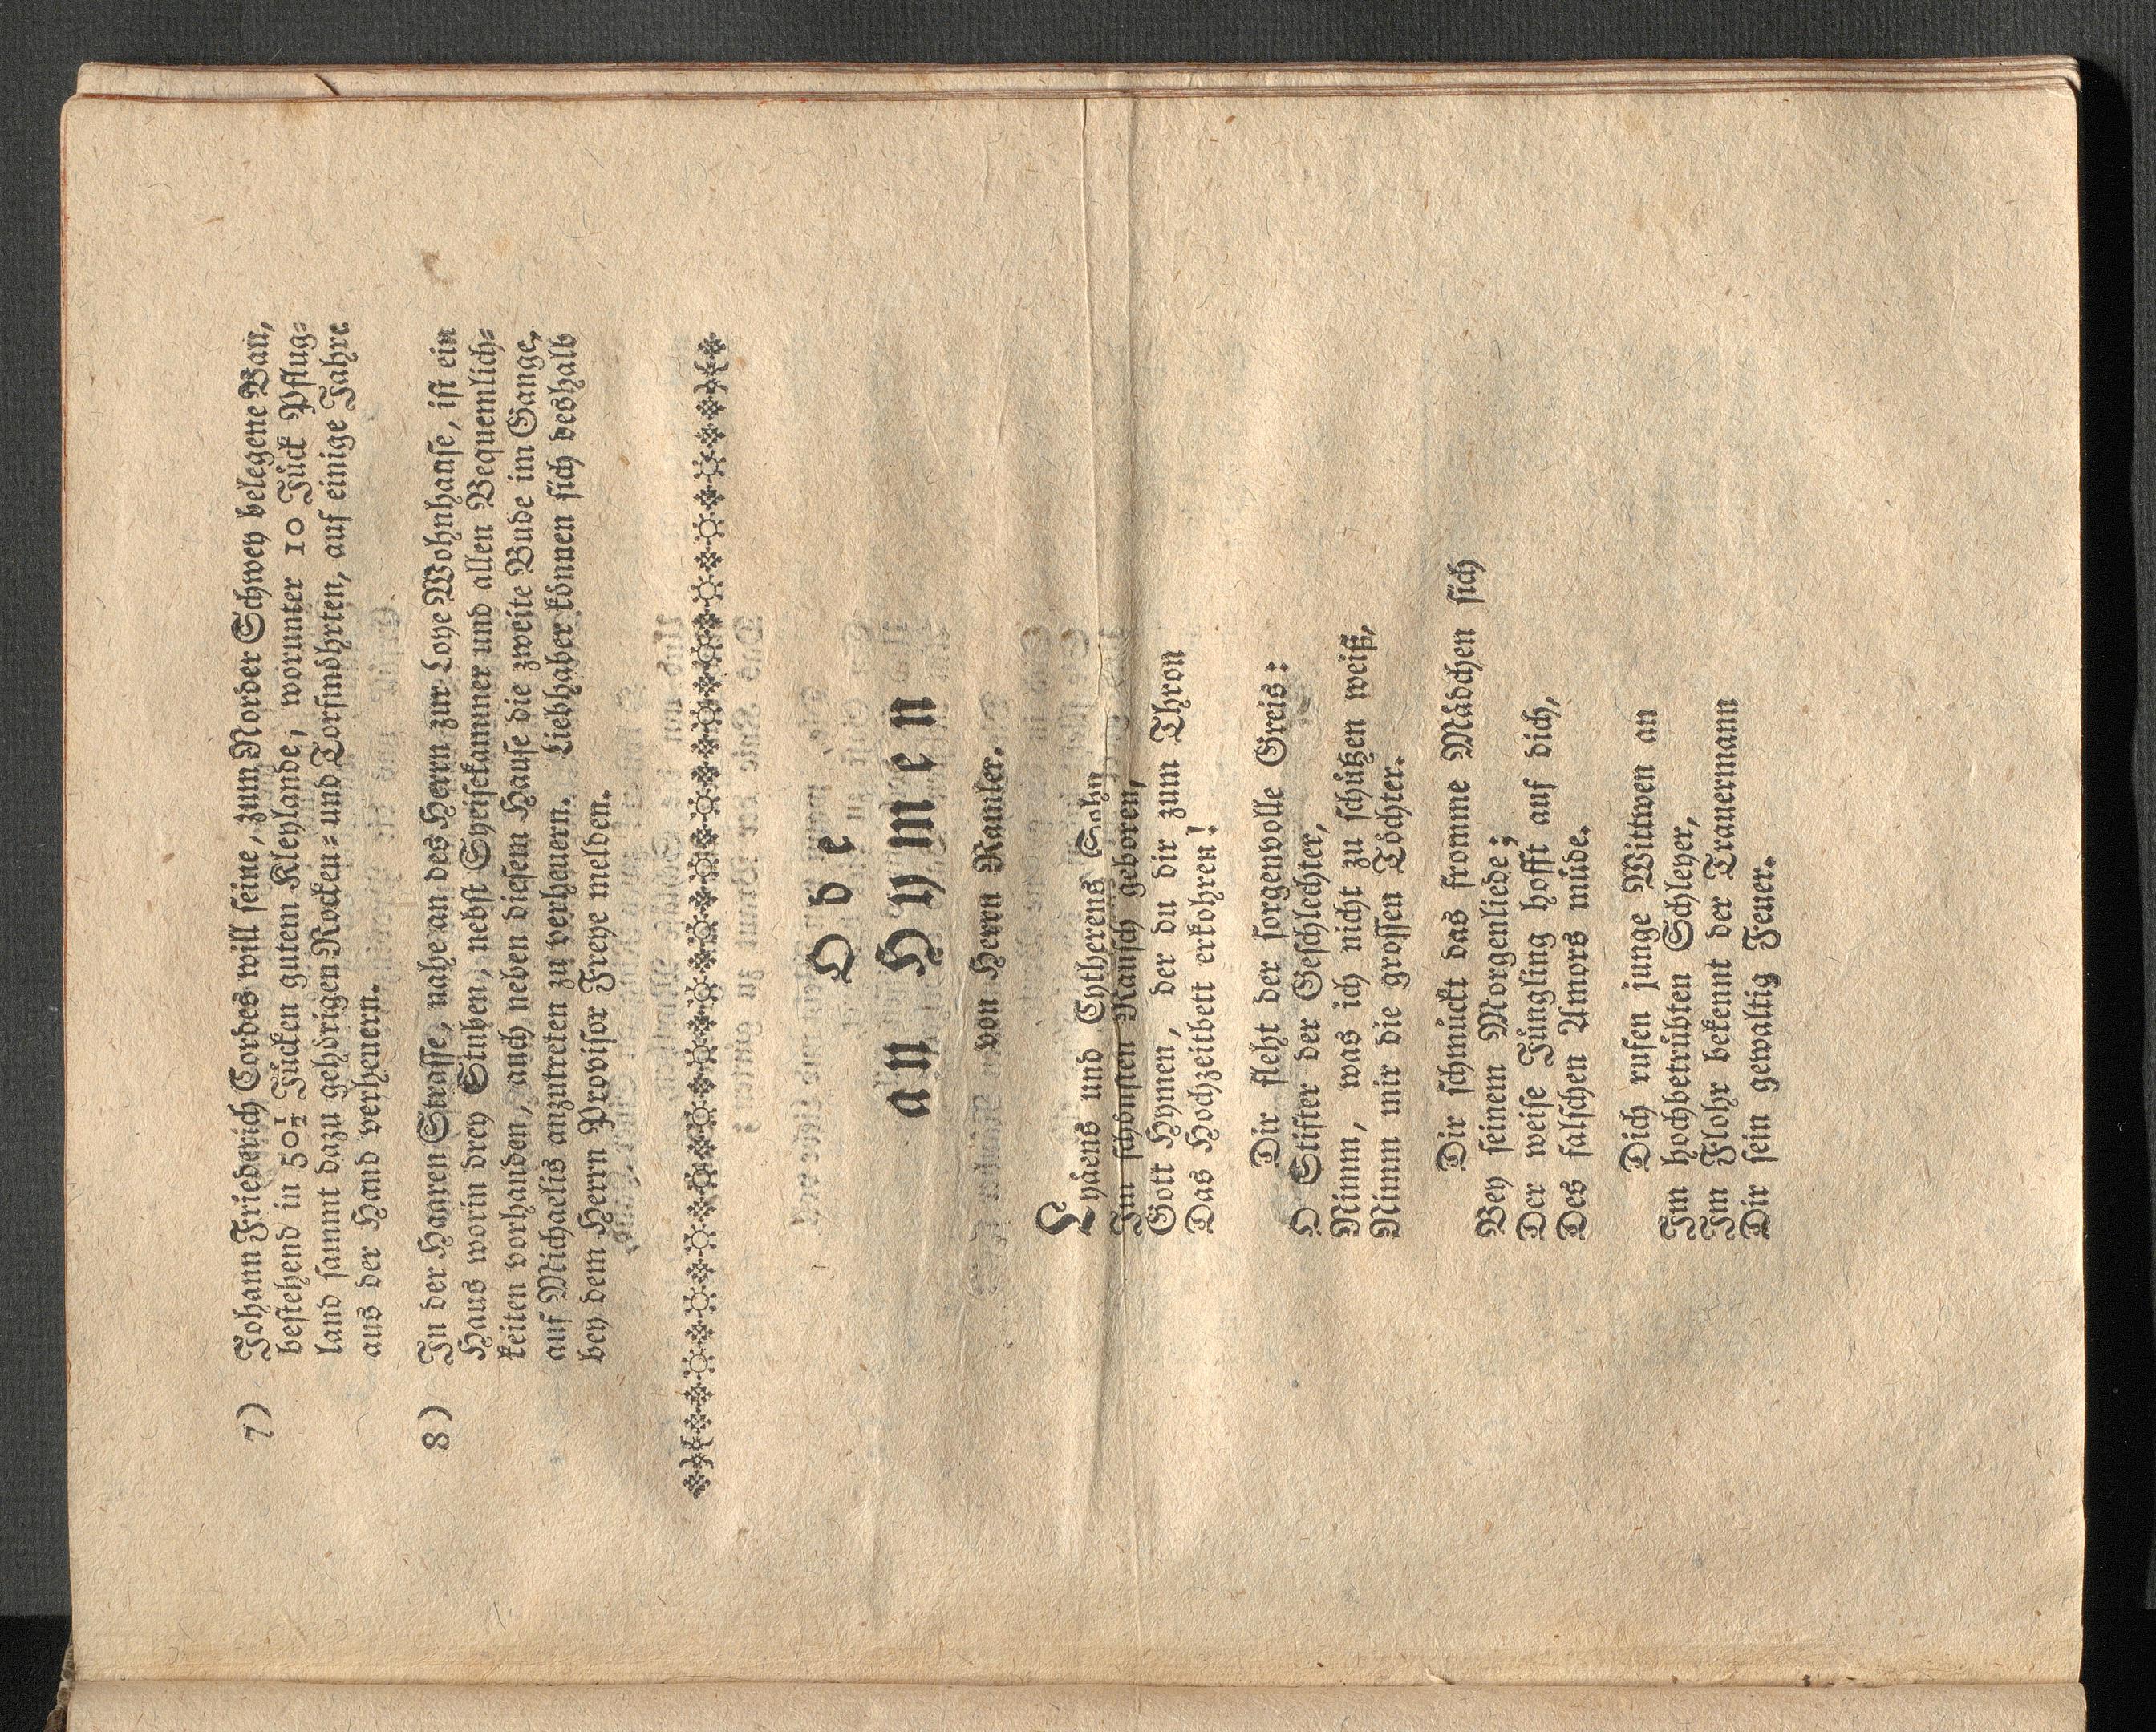 7) Johann Friederich Cordes will seine, zum Norder Schwey belegene Bau,
bestehend in 50½ Jücken gutem Kleylande, worunter 10 Jück Pflug-
land sammt dazu gehörigen Rocken- und Torfmöhrten, auf einige Jahre
aus der Hand verheuern.
8) In der Haaren Strasse, nahe an des Herrn zur Loye Wohnhause, ist ein
Haus worin drey Stuben, nebst Speisekammer und allen Bequemlich-
keiten vorhanden, auch neben diesem Hause die zweite Bude im Gange,
auf Michaelis anzutreten zu verheuern. Liebhaber können sich deshalb
bey dem Herrn Provisor Freye melden.
Ode
an Hymen
von Herrn Ramler.
Lyäens und Cytherens Sohn
Im schönsten Rausch geboren,
Gott Hymen, der du dir zum Thron
Das Hochzeitbett erkohren!
Dir fleht der sorgenvolle Greis:
O Stifter der Geschlechter,
Nimm, was ich nicht zu schützen weiß,
Nimm mir die grossen Töchter.
Dir schmückt das fromme Mädchen sich
Bey seinem Morgenliede;
Der weise Jüngling hofft auf dich,
Des falschen Amors müde.
Dich rufen junge Wittwen an
Im hochbetrübten Schleyer,
Im Flohr bekennt der Trauermann
Dir sein gewaltig Feuer.